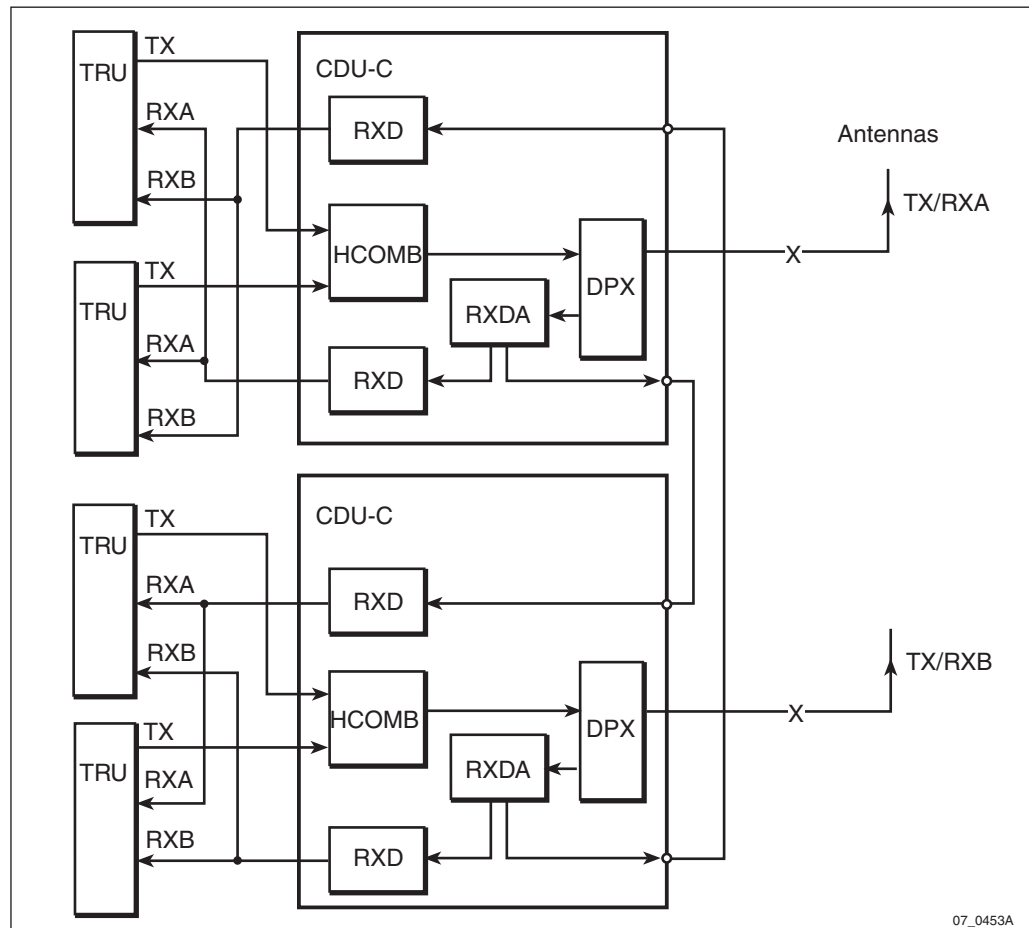 TX
TRU
RXA
RXB
CDU-C
RXD
HCOMB
DPX
RXDA
RXD
Antennas
TX/RXA
TX
TRU
RXA
RXB
TX
TRU
RXA
RXB
CDU-C
RXD
HCOMB
DPX
RXDA
RXD
TX/RXB
TX
TRU
RXA
RXB
X
X
07_0453A